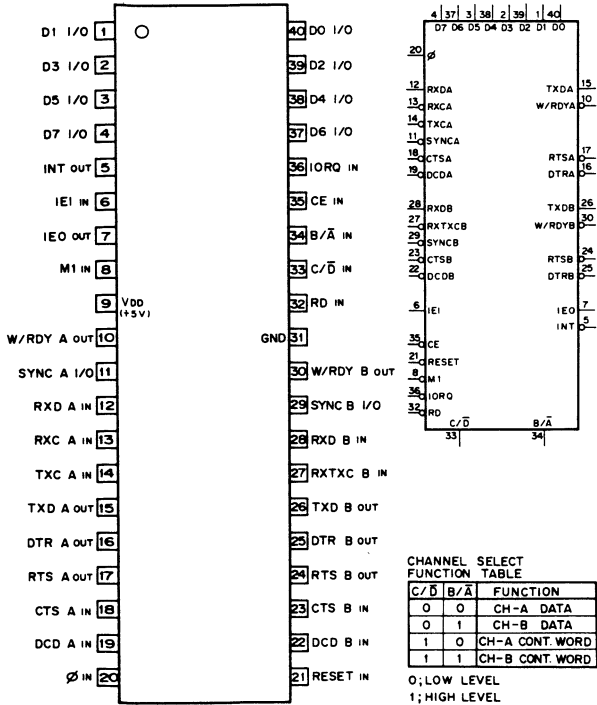 D1 I/O 1
D3 I/O 2
D5 I/O 3
D7 I/O 4
INT OUT 5
IEI IN 6
IEO OUT 7
M1 IN 8
9 VDD
(+5V)
W/RDY A OUT 10
SYNC A I/O 11
RXD A IN 12
RXC A IN 13
TXC A IN 14
TXD A OUT 15
DTR A OUT 16
RTS A OUT 17
CTS A IN 18
DCD A IN 19
Ø IN 20
40 D0 I/O
39 D2 I/O
38 D4 I/O
37 D6 I/O
36 IORQ IN
35 CE IN
34 B/A̅ IN
33 C/D̅ IN
32 RD IN
GND 31
30 W/RDY B OUT
29 SYNC B I/O
28 RXD B IN
27 RXTXC B IN
26 TXD B OUT
25 DTR B OUT
24 RTS B OUT
23 CTS B IN
22 DCD B IN
21 RESET IN
4 37 3 38 2 39 1 40
D7 D6 D5 D4 D3 D2 D1 D0
20 Ø
12 RXDA
13 RXCA
14 TXCA
11 SYNCA
18 CTSA
19 DCDA
28 RXDB
27 RXTXCB
29 SYNCB
23 CTSB
22 DCDB
6 IEI
35 CE
21 RESET
8 M1
36 IORQ
32 RD
TXDA 15
W/RDYA 10
RTSA 17
DTRA 16
TXDB 26
W/RDYB 30
RTSB 24
DTRB 25
IEO 7
INT 5
C/D̅ B/A̅
33 34
CHANNEL SELECT
FUNCTION TABLE
C/D̅ B/A̅ FUNCTION
0 0 CH-A DATA
0 1 CH-B DATA
1 0 CH-A CONT. WORD
1 1 CH-B CONT. WORD
0; LOW LEVEL
1; HIGH LEVEL